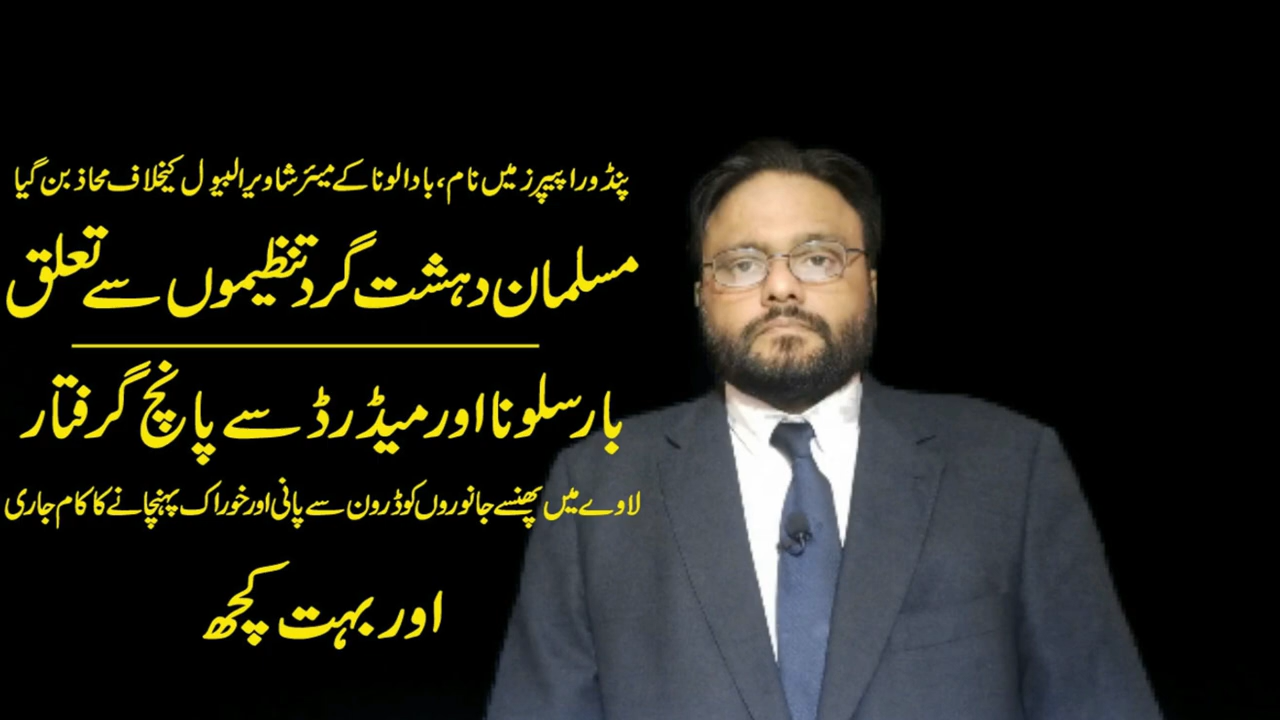 پنڈورا پیپرز میں نام، بادالونا کے میئر شاویر البیول کیخلاف محاذ بن گیا
مسلمان دہشت گرد تنظیموں سے تعلق
بارسلونا اور میڈرڈ سے پانچ گرفتار
لاوے میں پھنسے جانوروں کو ڈرون سے پانی اور خوراک پہنچانے کا کام جاری
اور بہت کچھ